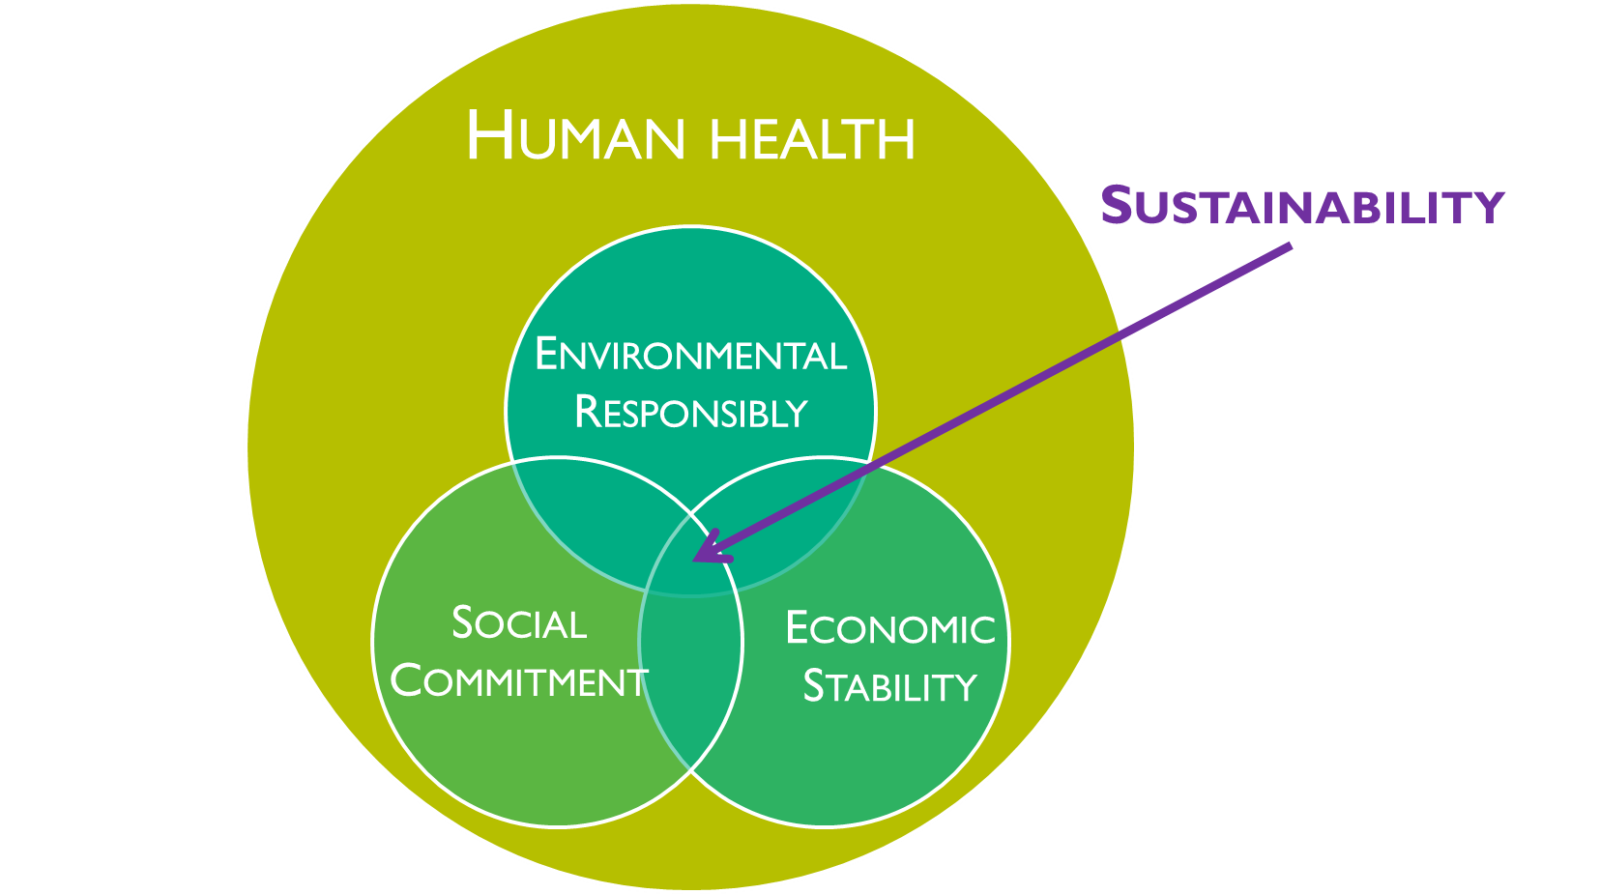 Human health
Sustainability
Environmental
Responsibly
Social
Commitment
Economic
Stability